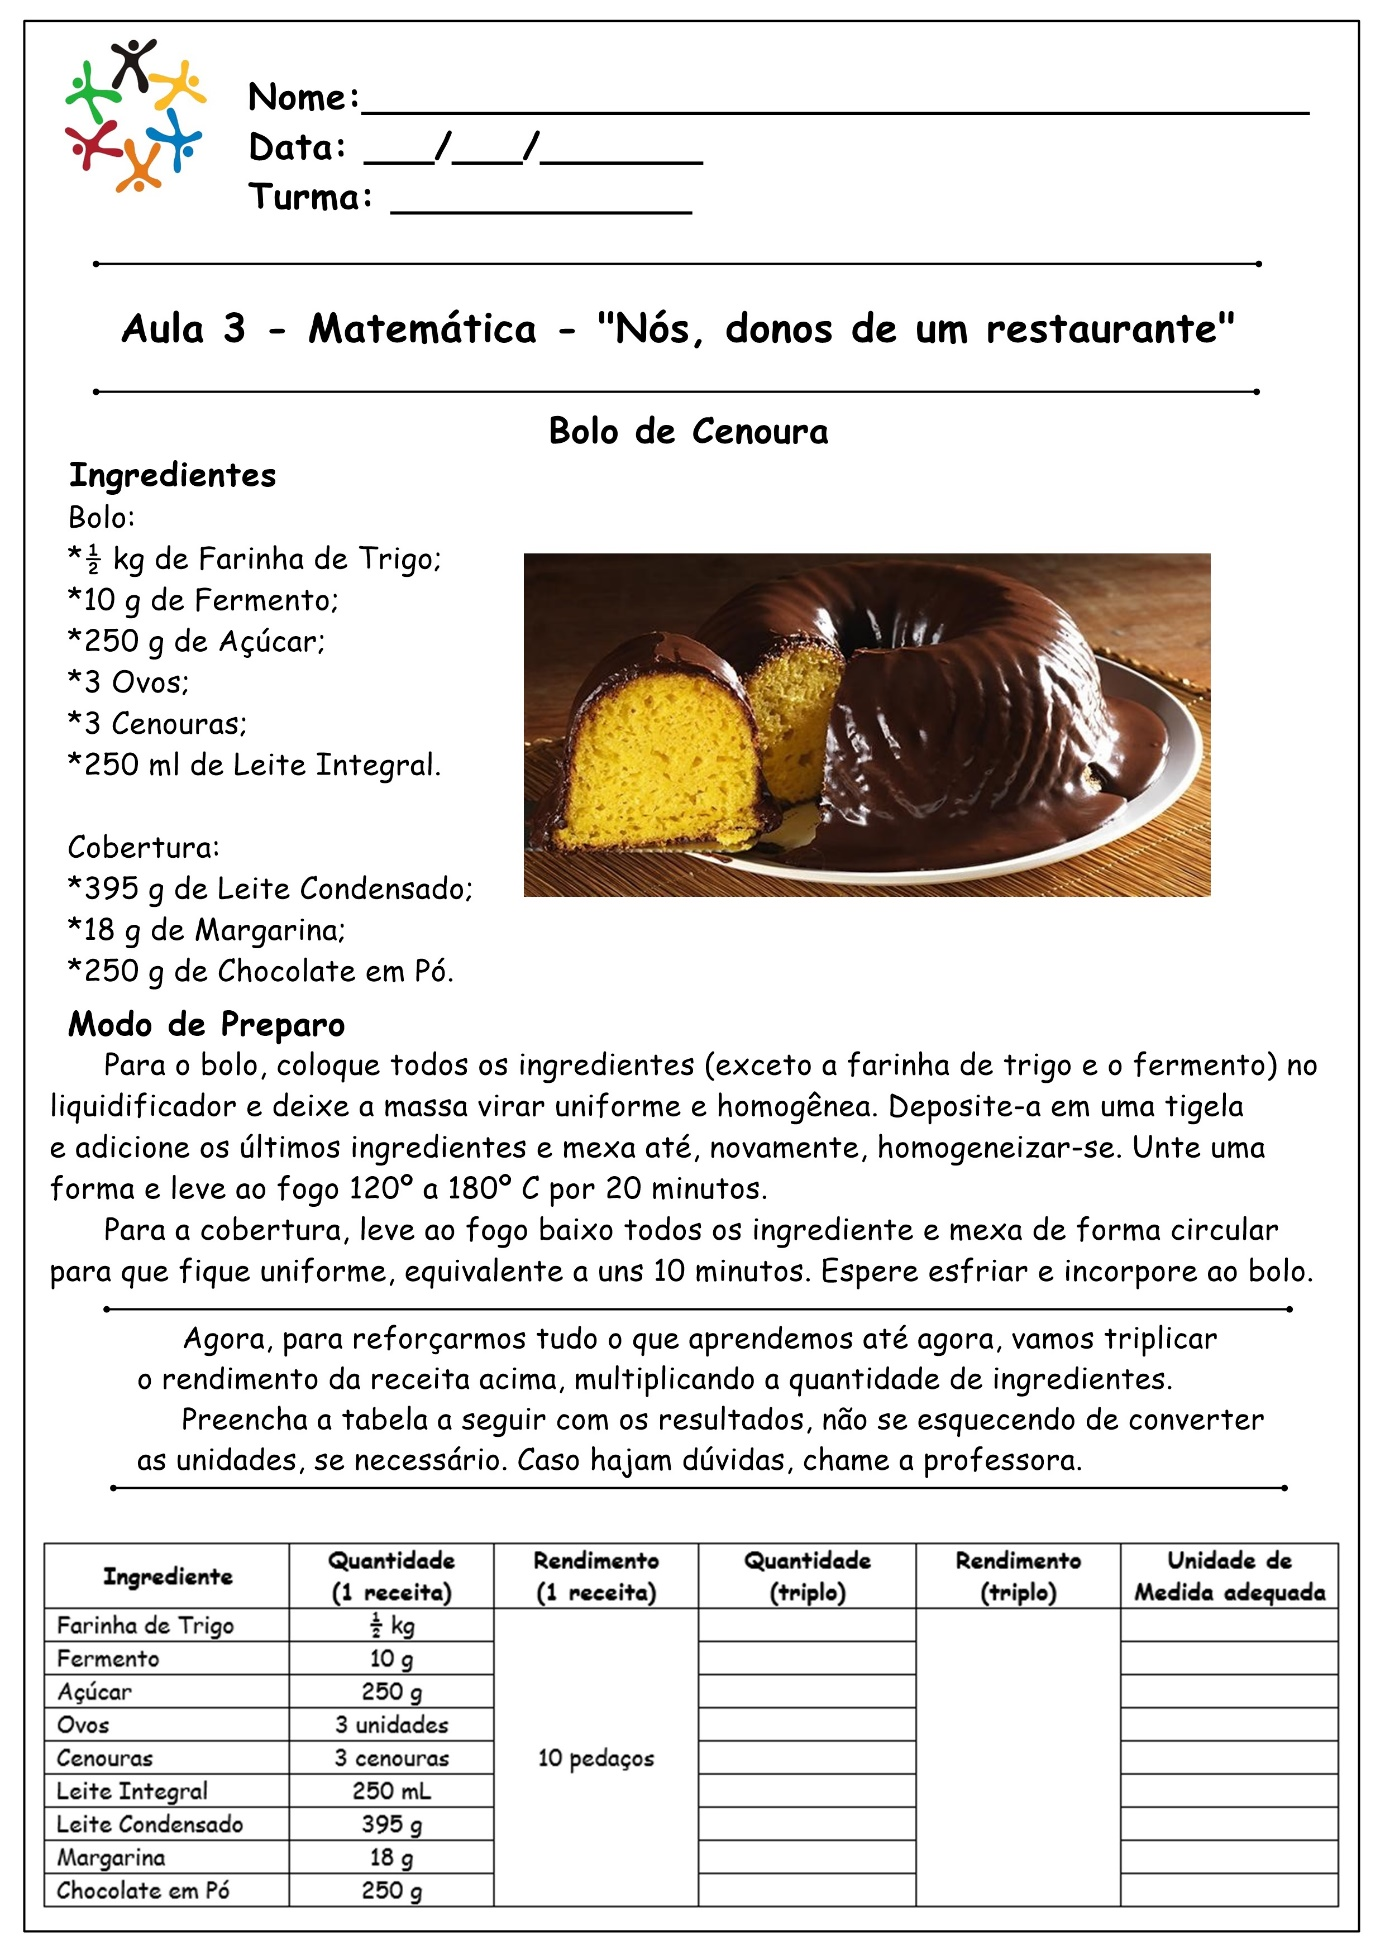 Nome:
Data: ___/___/_______
Turma: _____________
Aula 3 - Matemática - "Nós, donos de um restaurante"
Bolo de Cenoura
Ingredientes
Bolo:
*½ kg de Farinha de Trigo;
*10 g de Fermento;
*250 g de Açúcar;
*3 Ovos;
*3 Cenouras;
*250 ml de Leite Integral.
Cobertura:
*395 g de Leite Condensado;
*18 g de Margarina;
*250 g de Chocolate em Pó.
Modo de Preparo
Para o bolo, coloque todos os ingredientes (exceto a farinha de trigo e o fermento) no
liquidificador e deixe a massa virar uniforme e homogênea. Deposite-a em uma tigela
e adicione os últimos ingredientes e mexa até, novamente, homogeneizar-se. Unte uma
forma e leve ao fogo 120º a 180º C por 20 minutos.
Para a cobertura, leve ao fogo baixo todos os ingrediente e mexa de forma circular
para que fique uniforme, equivalente a uns 10 minutos. Espere esfriar e incorpore ao bolo.
Agora, para reforçarmos tudo o que aprendemos até agora, vamos triplicar
o rendimento da receita acima, multiplicando a quantidade de ingredientes.
Preencha a tabela a seguir com os resultados, não se esquecendo de converter
as unidades, se necessário. Caso hajam dúvidas, chame a professora.
Ingrediente Quantidade (1 receita) Rendimento (1 receita) Quantidade (triplo) Rendimento (triplo) Unidade de Medida adequada
Farinha de Trigo ½ kg
Fermento 10 g
Açúcar 250 g
Ovos 3 unidades
Cenouras 3 cenouras 10 pedaços
Leite Integral 250 mL
Leite Condensado 395 g
Margarina 18 g
Chocolate em Pó 250 g